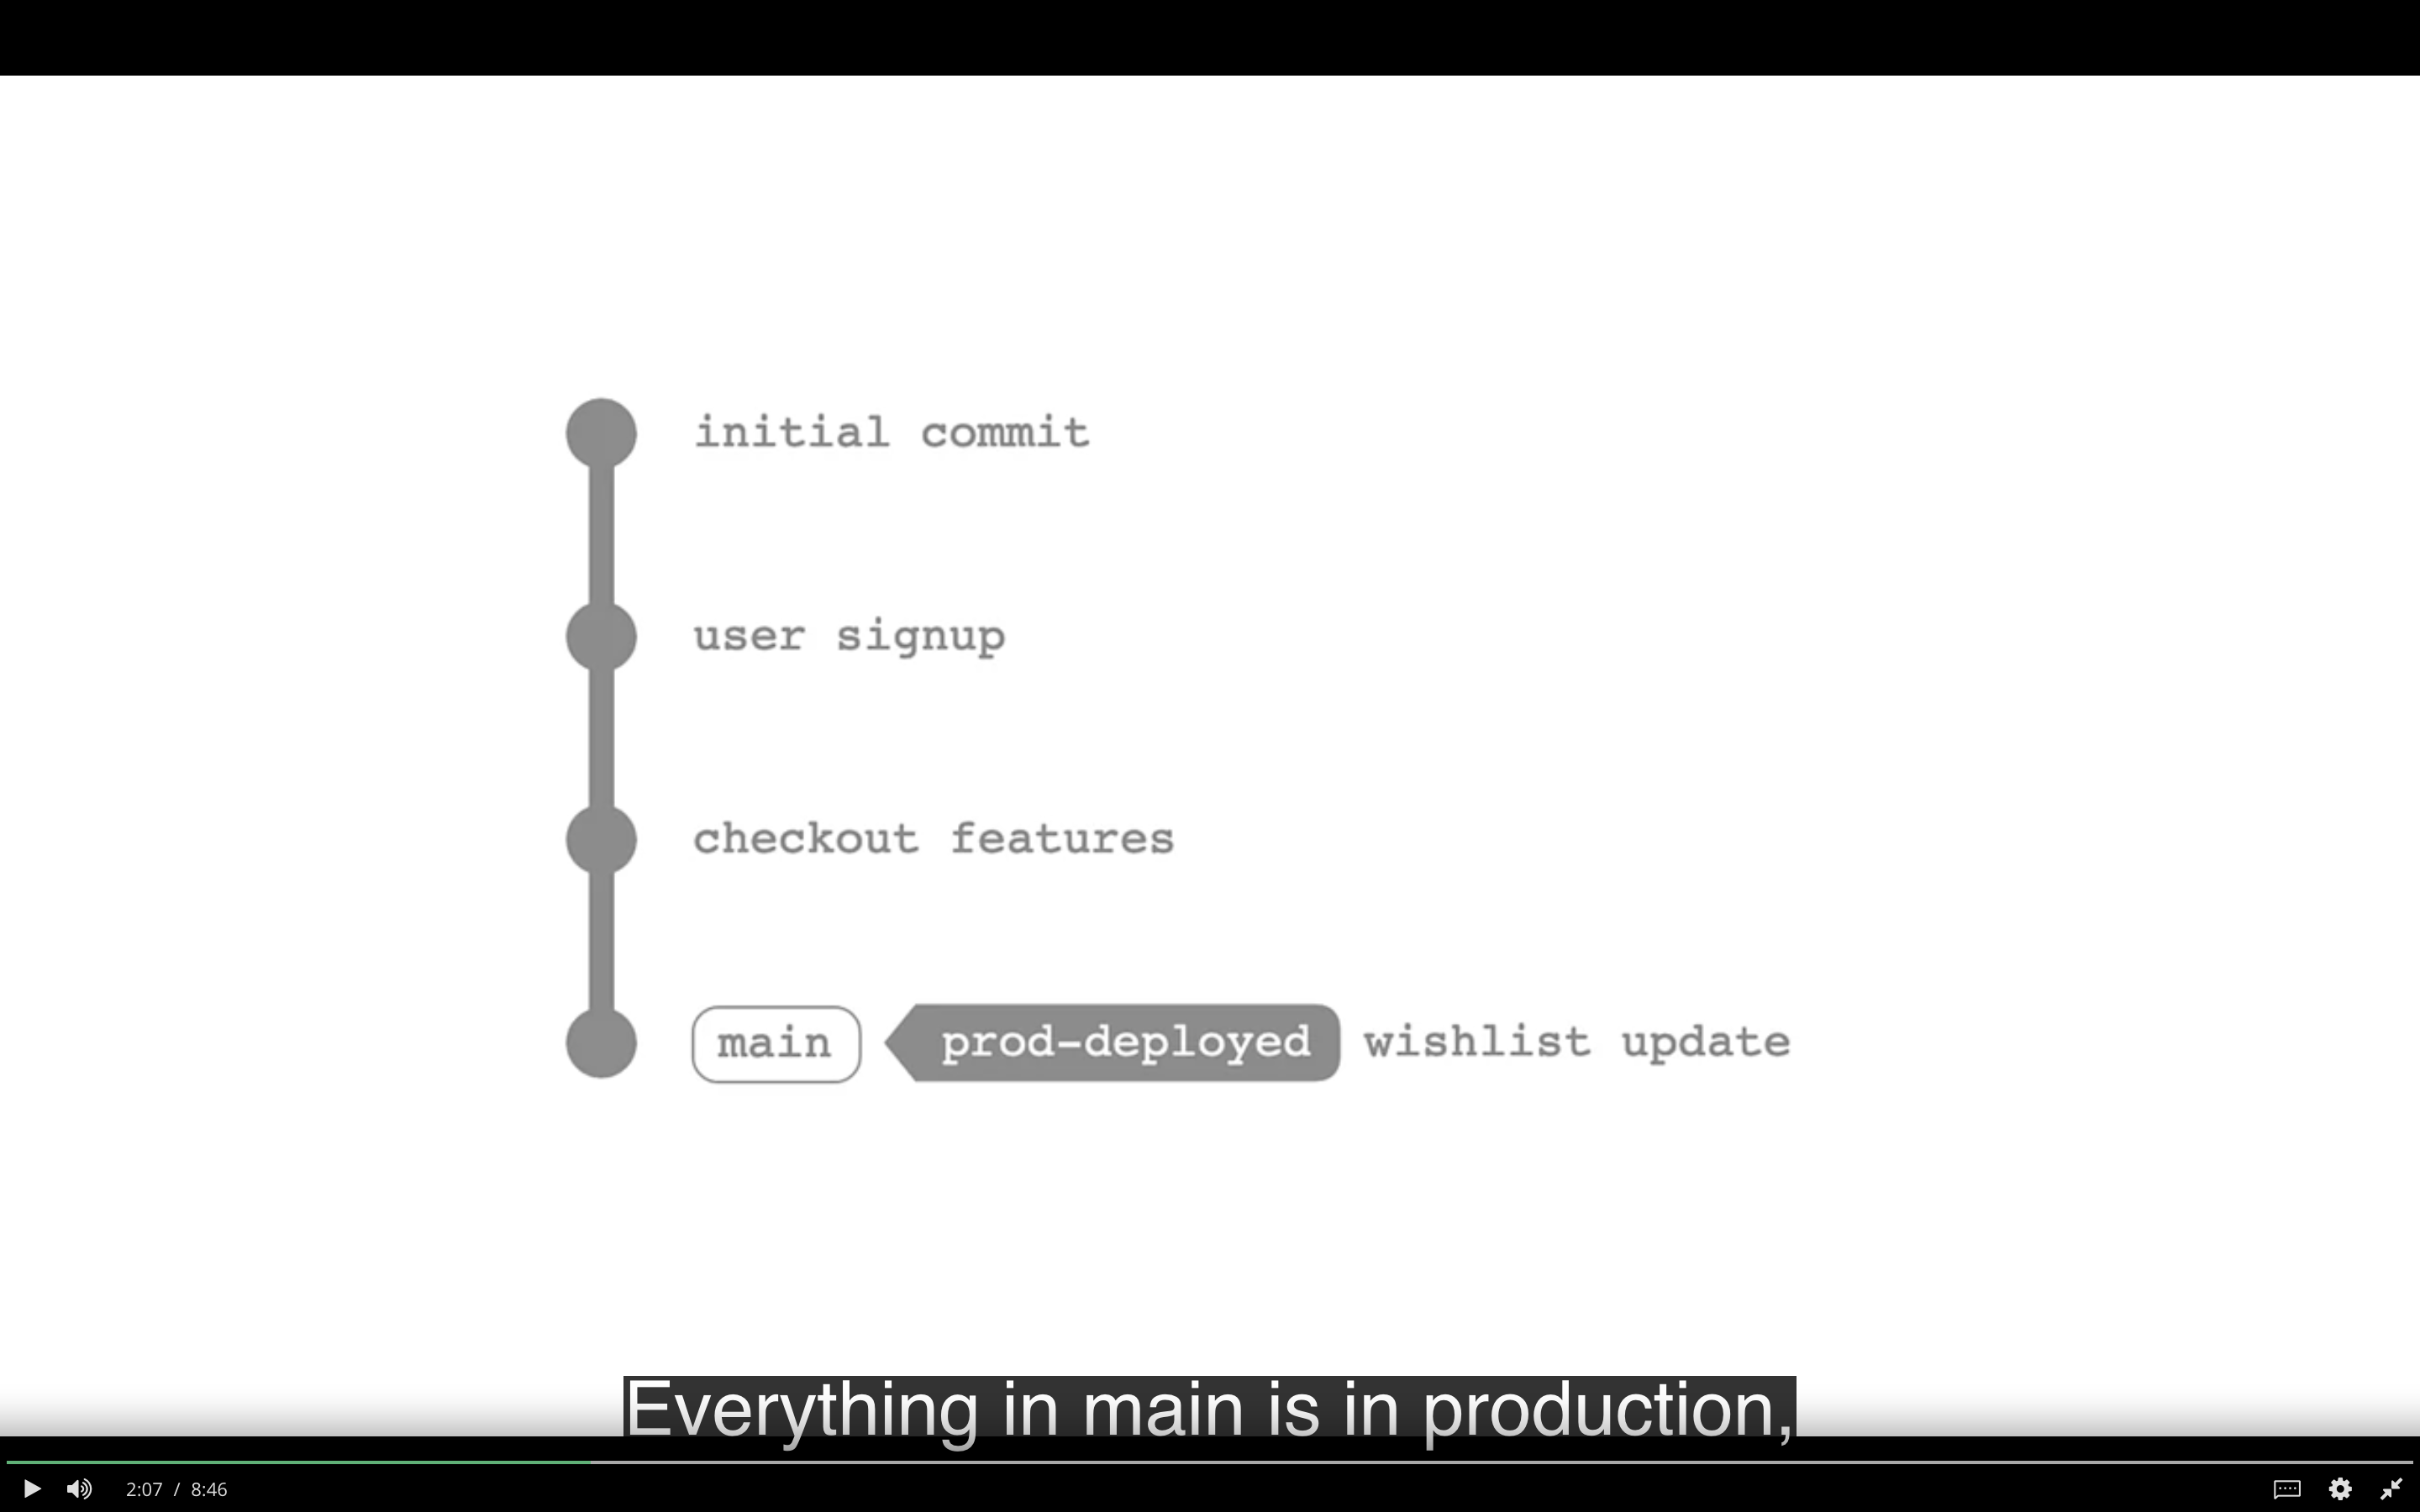 initial commit
user signup
checkout features
main prod-deployed wishlist update
Everything in main is in production,
2:07 / 8:46